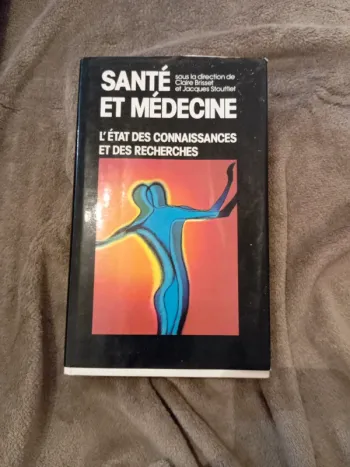 SANTÉ
sous la direction de
Claire Brisset
et Jacques Stoufflet
ET MÉDECINE
L'ÉTAT DES CONNAISSANCES
ET DES RECHERCHES